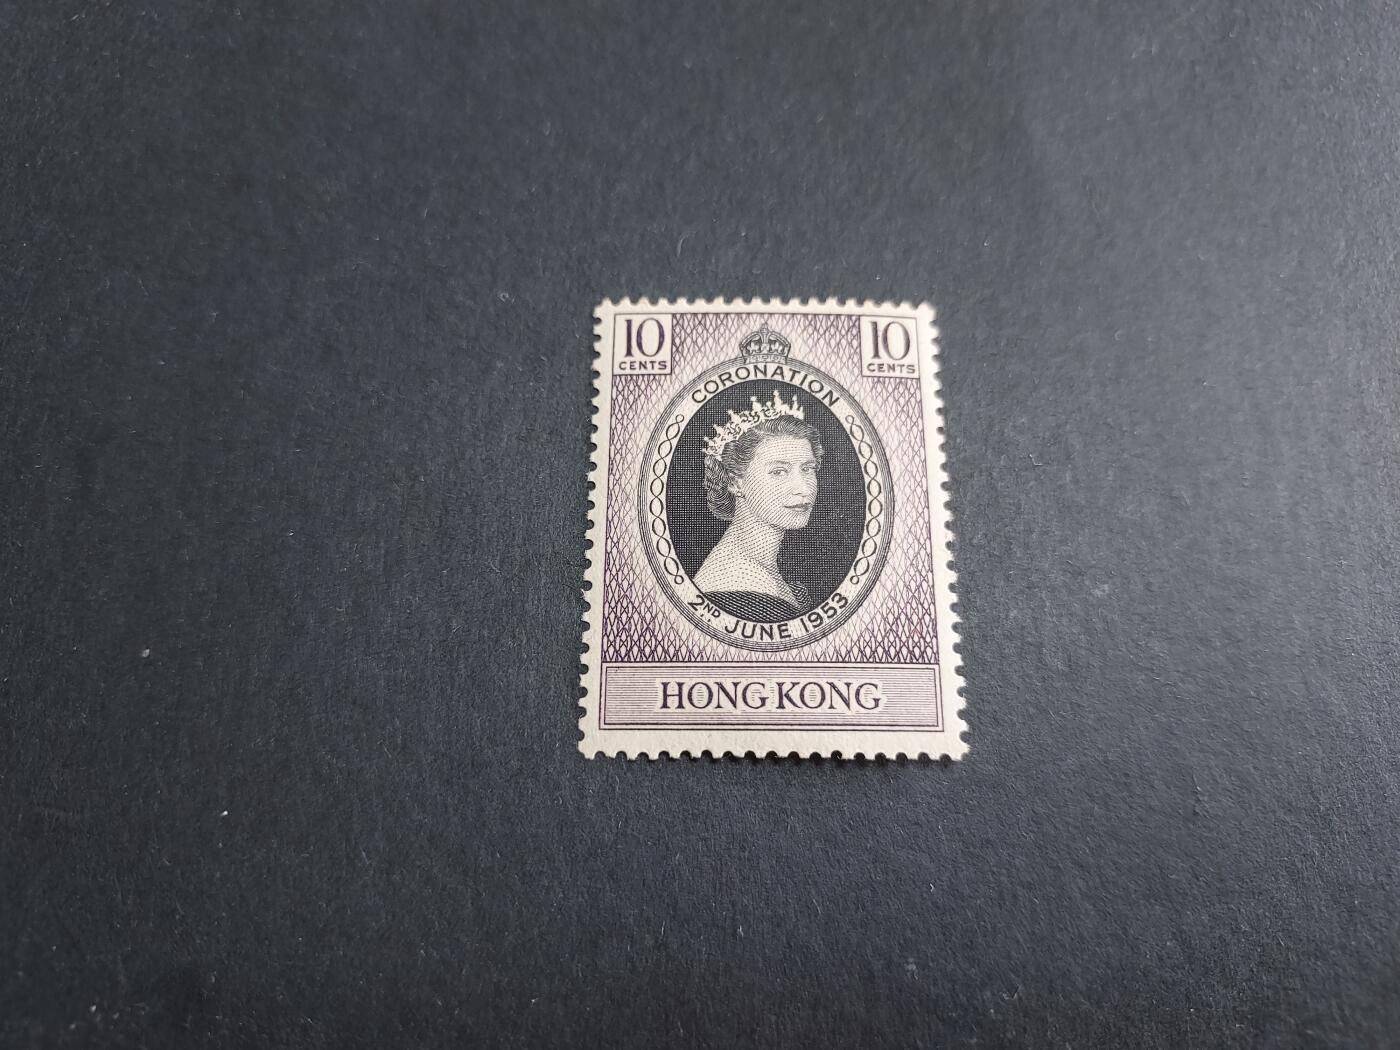 10 10
CENTS CENTS
CORONATION
2ND JUNE 1953
HONG KONG